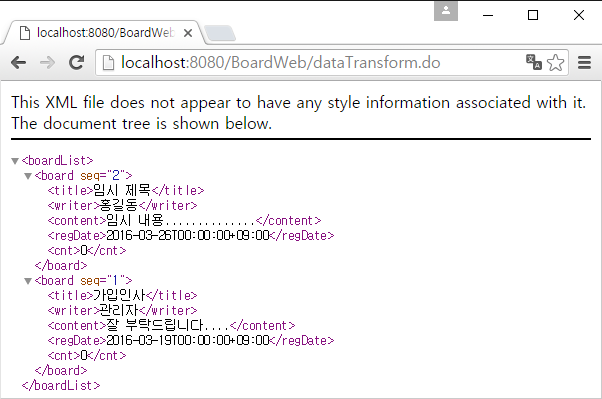 localhost:8080/BoardWeb
localhost:8080/BoardWeb/dataTransform.do
This XML file does not appear to have any style information associated with it.
The document tree is shown below.
▼<boardList>
▼<board seq="2">
<title>임시 제목</title>
<writer>홍길동</writer>
<content>임시 내용..............</content>
<regDate>2016-03-26T00:00:00+09:00</regDate>
<cnt>0</cnt>
</board>
▼<board seq="1">
<title>가입인사</title>
<writer>관리자</writer>
<content>잘 부탁드립니다....</content>
<regDate>2016-03-19T00:00:00+09:00</regDate>
<cnt>0</cnt>
</board>
</boardList>